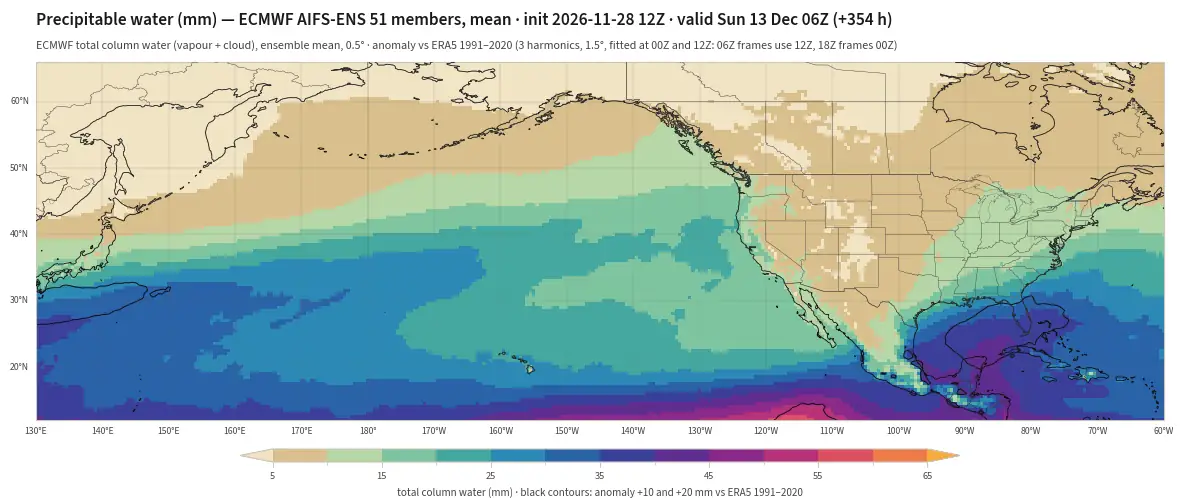 Precipitable water (mm) — ECMWF AIFS-ENS 51 members, mean · init 2026-11-28 12Z · valid Sun 13 Dec 06Z (+354 h)
ECMWF total column water (vapour + cloud), ensemble mean, 0.5° · anomaly vs ERA5 1991–2020 (3 harmonics, 1.5°, fitted at 00Z and 12Z: 06Z frames use 12Z, 18Z frames 00Z)
60°N
50°N
40°N
30°N
20°N
130°E 140°E 150°E 160°E 170°E 180° 170°W 160°W 150°W 140°W 130°W 120°W 110°W 100°W 90°W 80°W 70°W 60°W
5 15 25 35 45 55 65
total column water (mm) · black contours: anomaly +10 and +20 mm vs ERA5 1991–2020